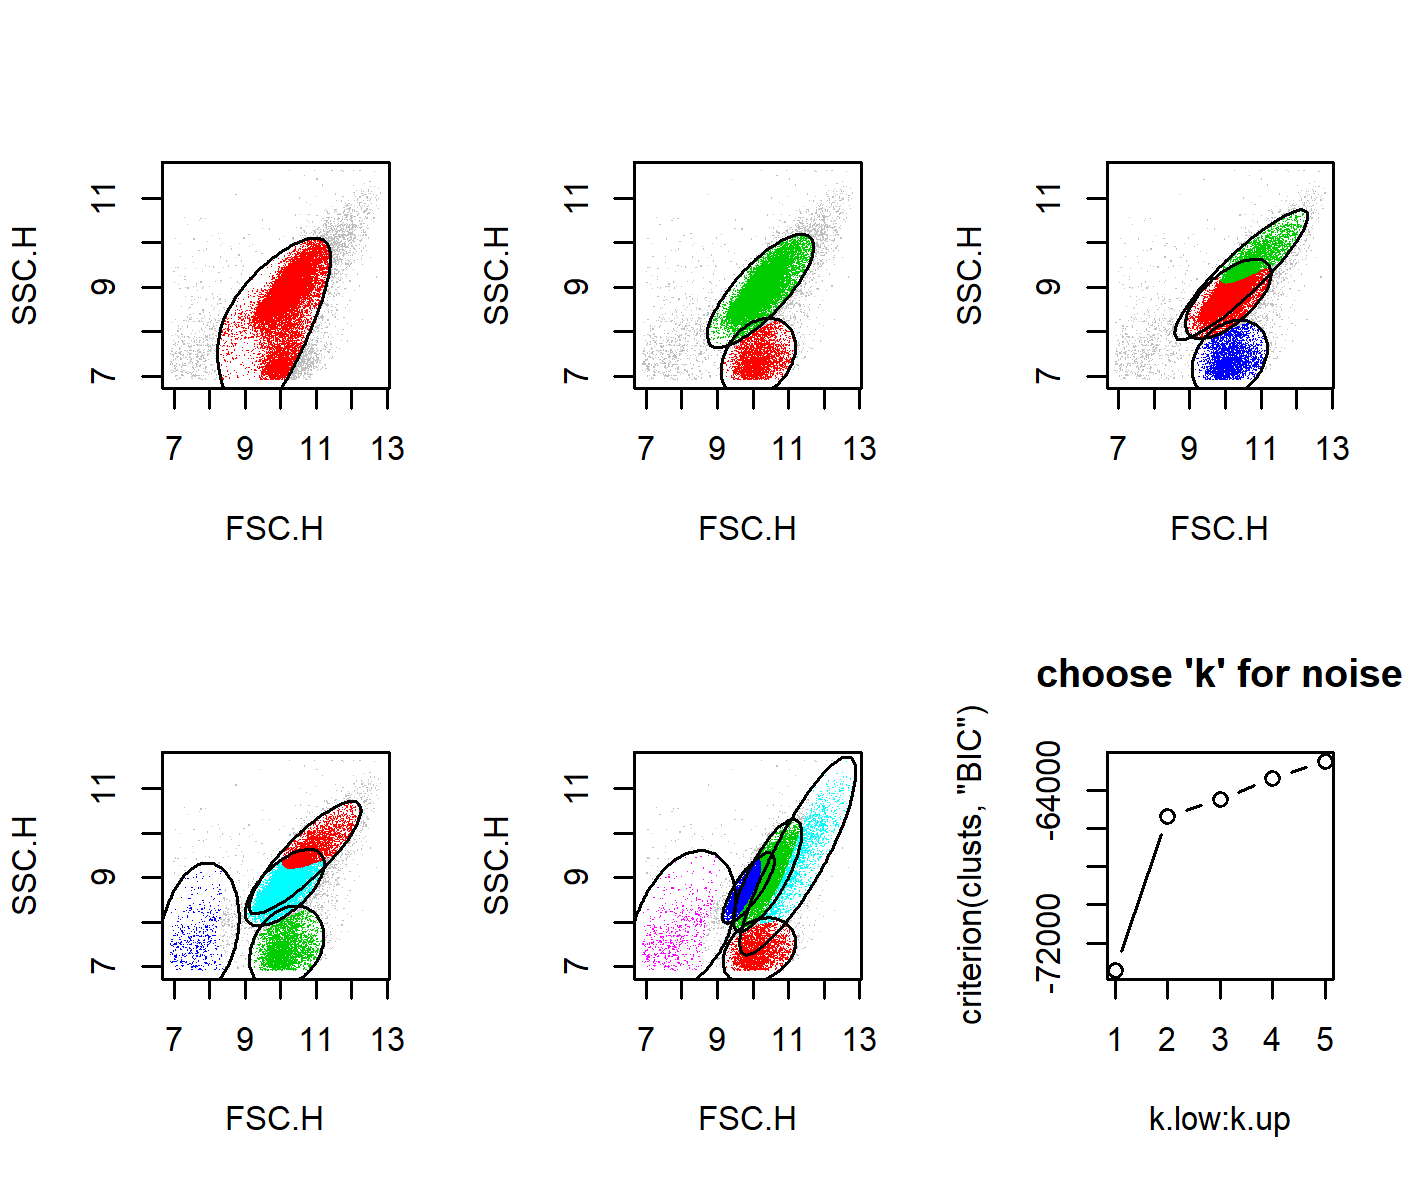 SSC.H
11
9
7
7 9 11 13
FSC.H
SSC.H
11
9
7
7 9 11 13
FSC.H
SSC.H
11
9
7
7 9 11 13
FSC.H
SSC.H
11
9
7
7 9 11 13
FSC.H
SSC.H
11
9
7
7 9 11 13
FSC.H
choose 'k' for noise
criterion(clusts, "BIC")
-64000
-72000
1 2 3 4 5
k.low:k.up